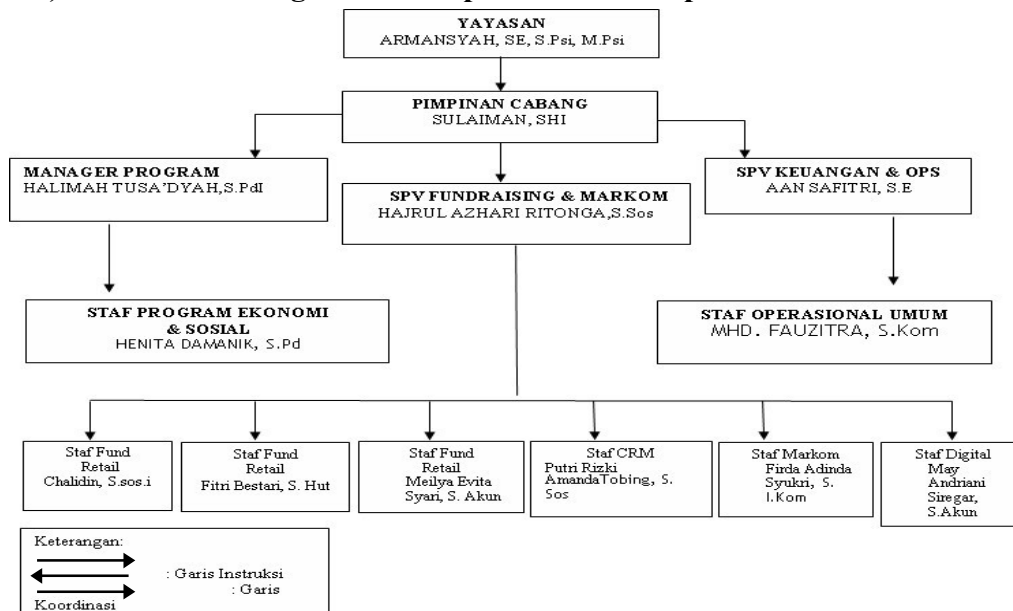 YAYASAN
ARMANSYAH, SE, S.Psi, M.Psi
PIMPINAN CABANG
SULAIMAN, SHI
MANAGER PROGRAM
HALIMAH TUSA'DYAH,S.PdI
SPV FUNDRAISING & MARKOM
HAJRUL AZHARI RITONGA,S.Sos
SPV KEUANGAN & OPS
AAN SAFITRI, S.E
STAF PROGRAM EKONOMI
& SOSIAL
HENITA DAMANIK, S.Pd
STAF OPERASIONAL UMUM
MHD. FAUZITRA, S.Kom
Staf Fund
Retail
Chalidin, S.sos.i
Staf Fund
Retail
Fitri Bestari, S. Hut
Staf Fund
Retail
Meilya Evita
Syari, S. Akun
Staf CRM
Putri Rizki
AmandaTobing, S.
Sos
Staf Markom
Firda Adinda
Syukri, S.
I.Kom
Staf Digital
May
Andriani
Siregar,
S.Akun
Keterangan:
: Garis Instruksi
: Garis
Koordinasi